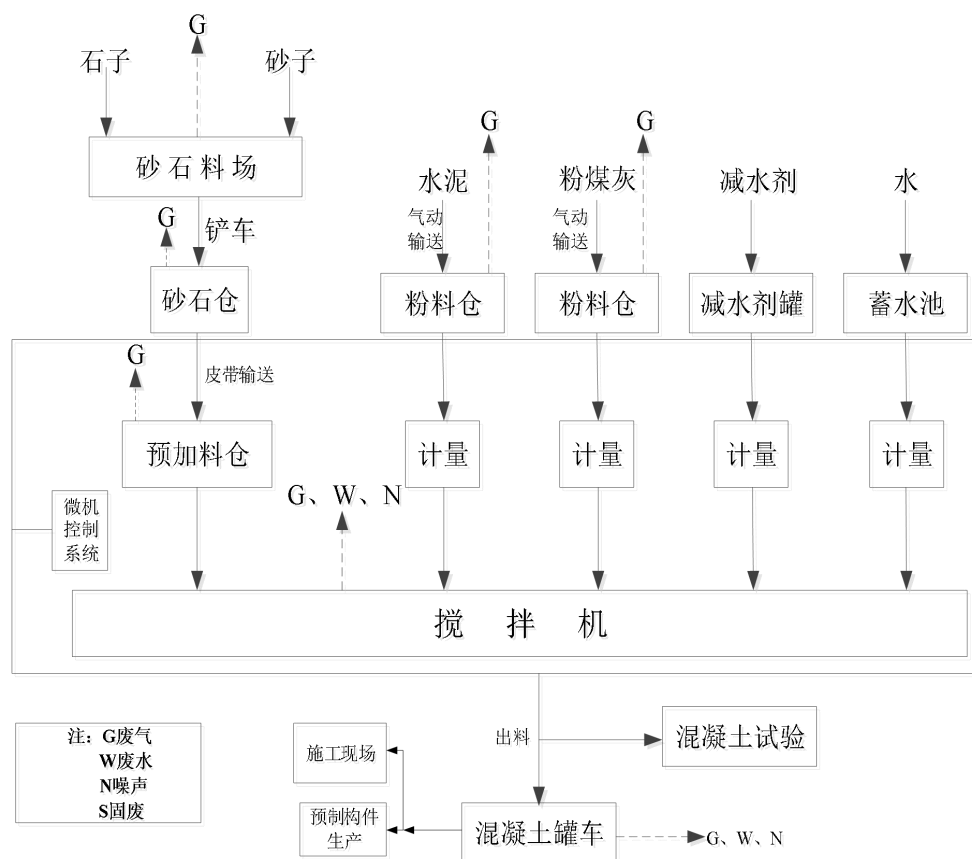 G
石子
砂子
砂石料场
G
铲车
砂石仓
G
皮带输送
预加料仓
水泥
气动
输送
G
粉料仓
计量
粉煤灰
气动
输送
G
粉料仓
计量
减水剂
减水剂罐
计量
水
蓄水池
计量
微机
控制
系统
G、W、N
搅拌机
出料
混凝土试验
混凝土罐车
G、W、N
施工现场
预制构件
生产
注：G废气
W废水
N噪声
S固废